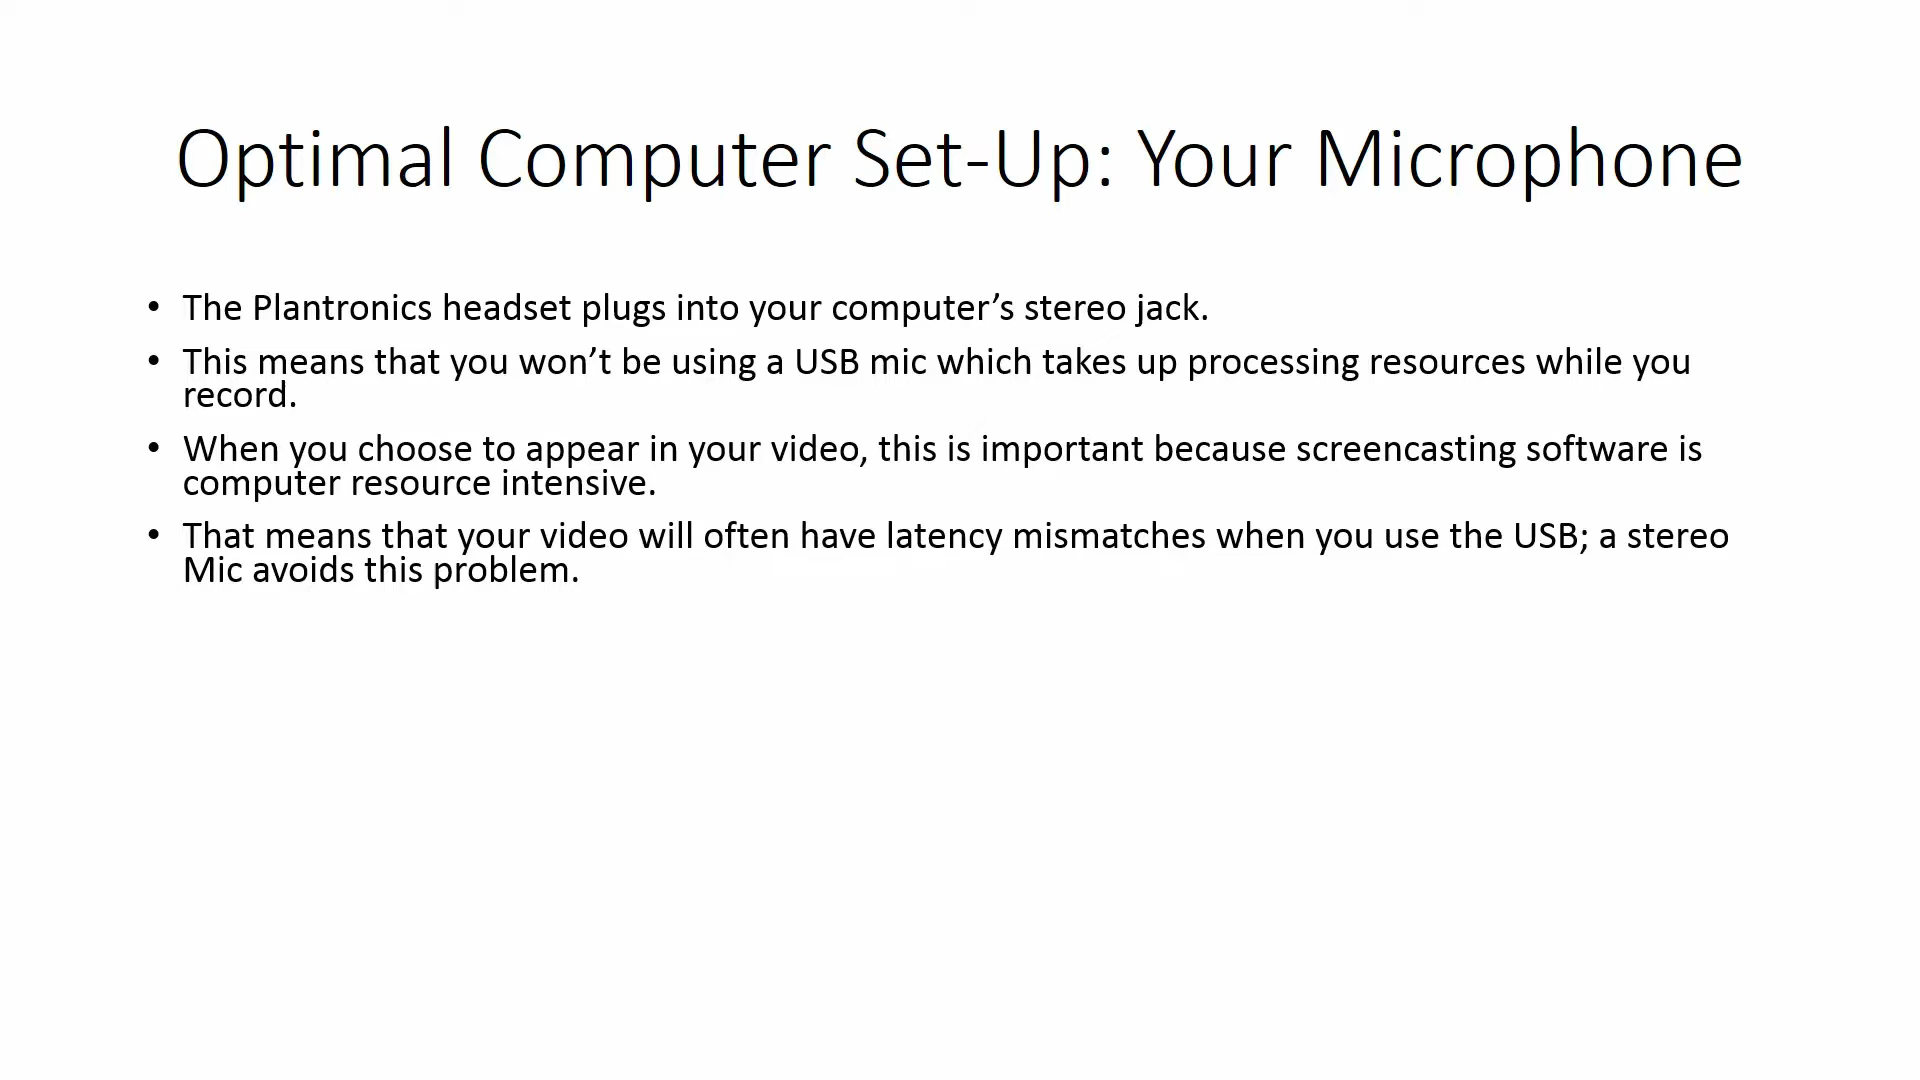 Optimal Computer Set-Up: Your Microphone
• The Plantronics headset plugs into your computer’s stereo jack.
• This means that you won’t be using a USB mic which takes up processing resources while you
record.
• When you choose to appear in your video, this is important because screencasting software is
computer resource intensive.
• That means that your video will often have latency mismatches when you use the USB; a stereo
Mic avoids this problem.